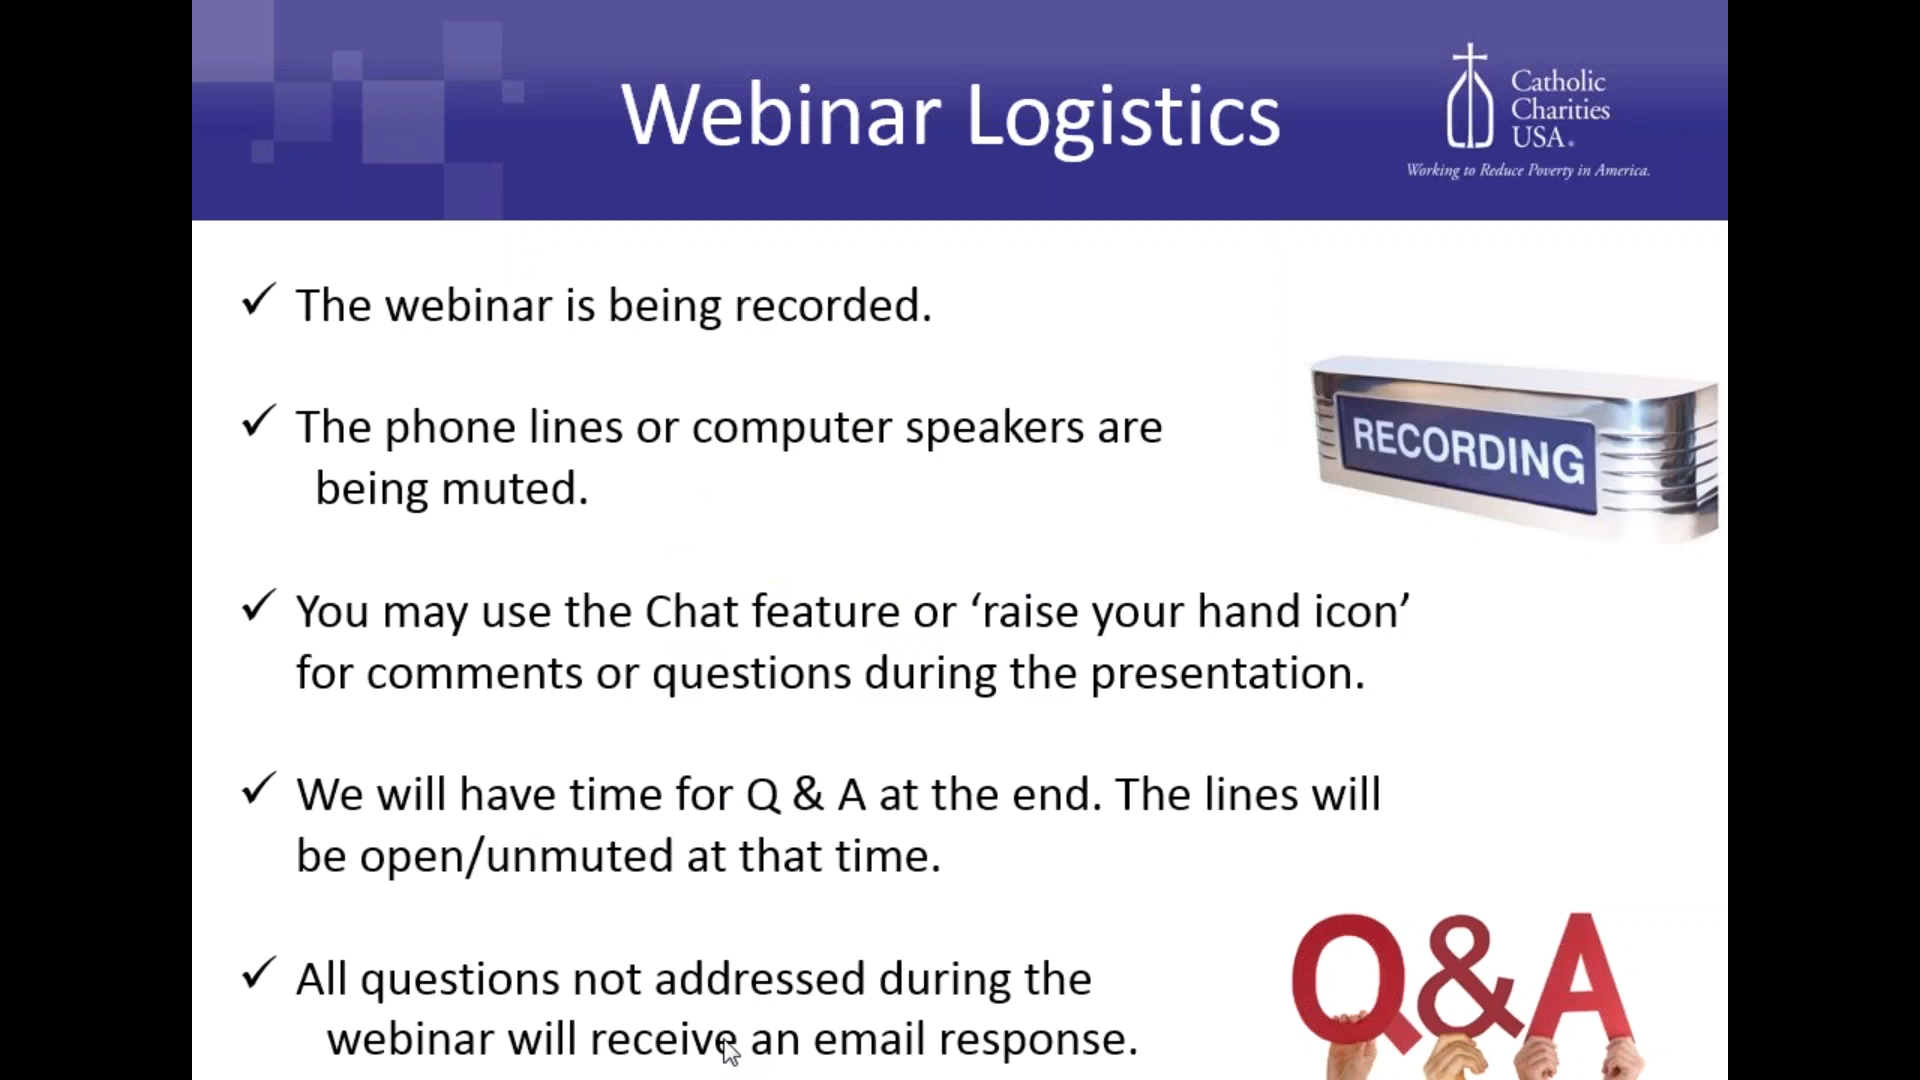 Webinar Logistics
Catholic
Charities
USA®
Working to Reduce Poverty in America.
✓ The webinar is being recorded.
✓ The phone lines or computer speakers are
being muted.
RECORDING
✓ You may use the Chat feature or ‘raise your hand icon’
for comments or questions during the presentation.
✓ We will have time for Q & A at the end. The lines will
be open/unmuted at that time.
✓ All questions not addressed during the
webinar will receive an email response.
Q&A